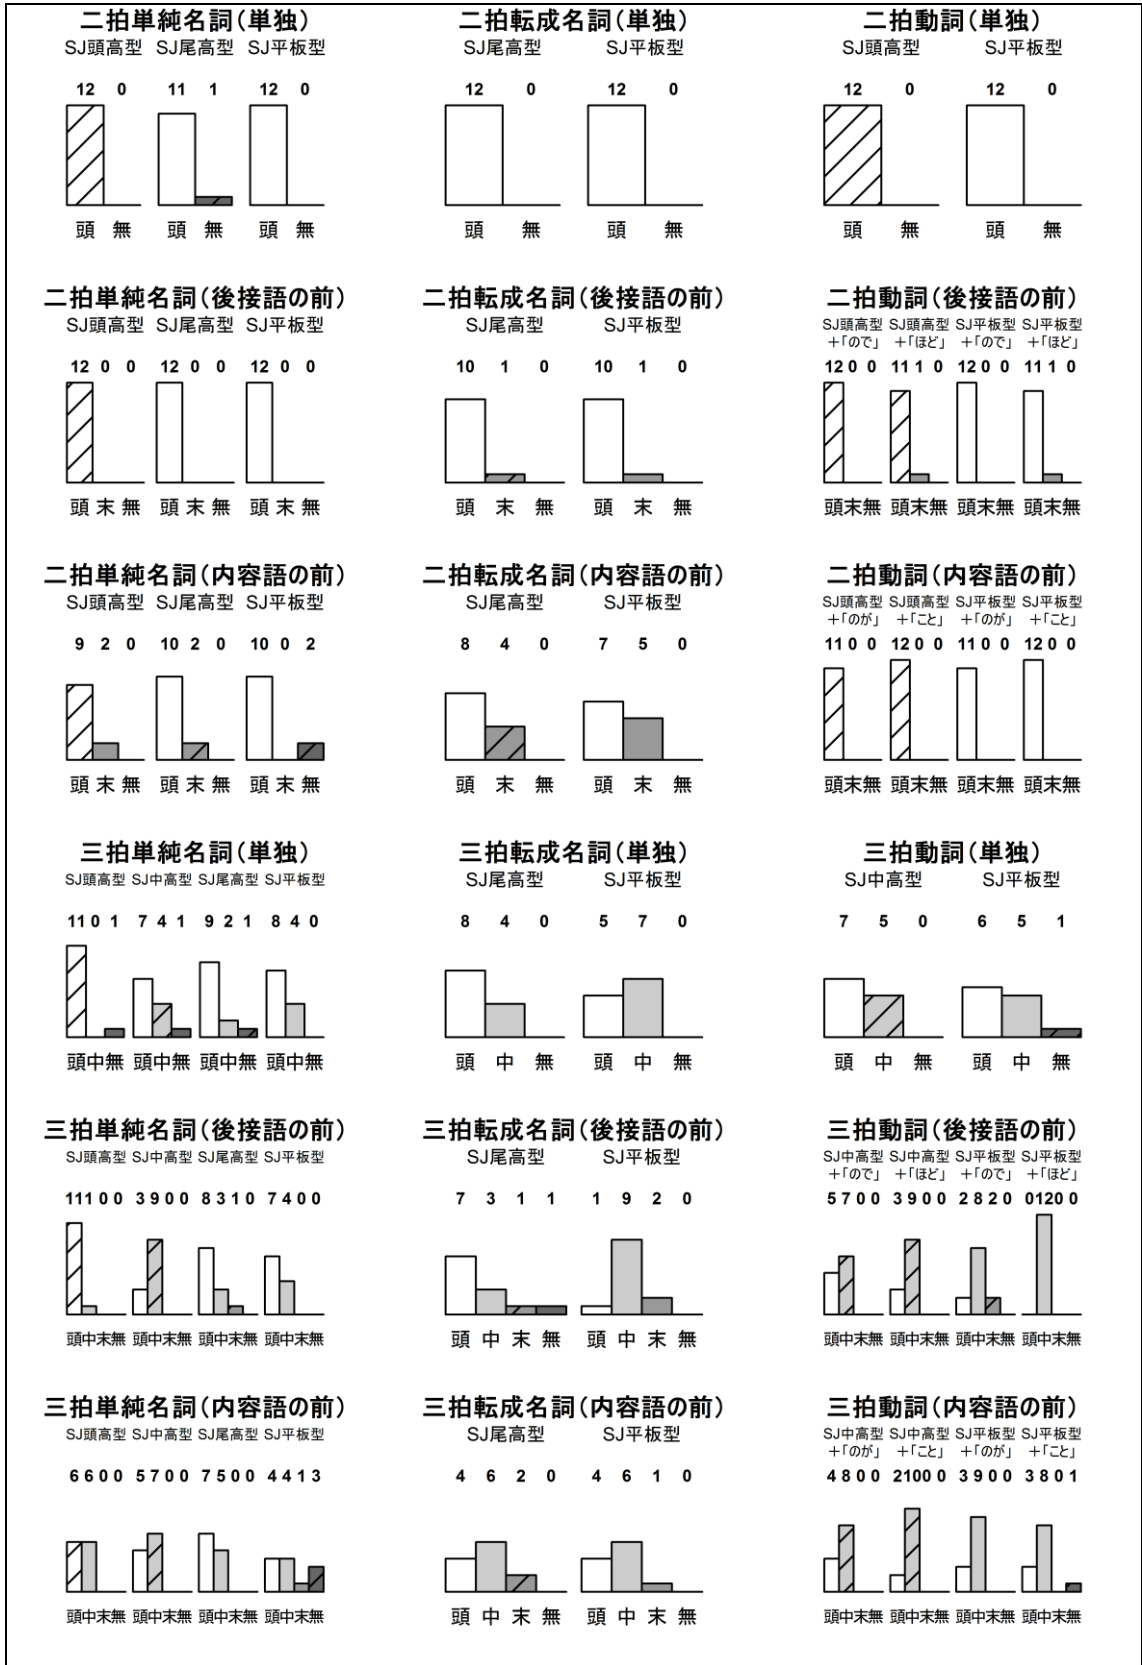 二拍単純名詞(単独) 二拍転成名詞(単独) 二拍動詞(単独)
SJ頭高型 SJ尾高型 SJ平板型 SJ尾高型 SJ平板型 SJ頭高型 SJ平板型
12 0 11 1 12 0 12 0 12 0 12 0 12 0
頭 無 頭 無 頭 無 頭 無 頭 無 頭 無 頭 無
二拍単純名詞(後接語の前) 二拍転成名詞(後接語の前) 二拍動詞(後接語の前)
SJ頭高型 SJ尾高型 SJ平板型 SJ尾高型 SJ平板型 SJ頭高型 SJ頭高型 SJ平板型 SJ平板型
+「ので」 +「ほど」 +「ので」 +「ほど」
12 0 0 12 0 0 12 0 0 10 1 0 10 1 0 12 0 0 11 1 0 12 0 0 11 1 0
頭 末 無 頭 末 無 頭 末 無 頭 末 無 頭 末 無 頭末無 頭末無 頭末無 頭末無
二拍単純名詞(内容語の前) 二拍転成名詞(内容語の前) 二拍動詞(内容語の前)
SJ頭高型 SJ尾高型 SJ平板型 SJ尾高型 SJ平板型 SJ頭高型 SJ頭高型 SJ平板型 SJ平板型
+「のが」 +「こと」 +「のが」 +「こと」
9 2 0 10 2 0 10 0 2 8 4 0 7 5 0 11 0 0 12 0 0 11 0 0 12 0 0
頭 末 無 頭 末 無 頭 末 無 頭 末 無 頭 末 無 頭末無 頭末無 頭末無 頭末無
三拍単純名詞(単独) 三拍転成名詞(単独) 三拍動詞(単独)
SJ頭高型 SJ中高型 SJ尾高型 SJ平板型 SJ尾高型 SJ平板型 SJ中高型 SJ平板型
11 0 1 7 4 1 9 2 1 8 4 0 8 4 0 5 7 0 7 5 0 6 5 1
頭中無 頭中無 頭中無 頭中無 頭 中 無 頭 中 無 頭 中 無 頭 中 無
三拍単純名詞(後接語の前) 三拍転成名詞(後接語の前) 三拍動詞(後接語の前)
SJ頭高型 SJ中高型 SJ尾高型 SJ平板型 SJ尾高型 SJ平板型 SJ中高型 SJ中高型 SJ平板型 SJ平板型
+「ので」 +「ほど」 +「ので」 +「ほど」
11 1 0 0 3 9 0 0 8 3 1 0 7 4 0 0 7 3 1 1 1 9 2 0 5 7 0 0 3 9 0 0 2 8 2 0 0 12 0 0
頭中末無 頭中末無 頭中末無 頭中末無 頭 中 末 無 頭 中 末 無 頭中末無 頭中末無 頭中末無 頭中末無
三拍単純名詞(内容語の前) 三拍転成名詞(内容語の前) 三拍動詞(内容語の前)
SJ頭高型 SJ中高型 SJ尾高型 SJ平板型 SJ尾高型 SJ平板型 SJ中高型 SJ中高型 SJ平板型 SJ平板型
+「のが」 +「こと」 +「のが」 +「こと」
6 6 0 0 5 7 0 0 7 5 0 0 4 4 1 3 4 6 2 0 4 6 1 0 4 8 0 0 2 10 0 0 3 9 0 0 3 8 0 1
頭中末無 頭中末無 頭中末無 頭中末無 頭 中 末 無 頭 中 末 無 頭中末無 頭中末無 頭中末無 頭中末無